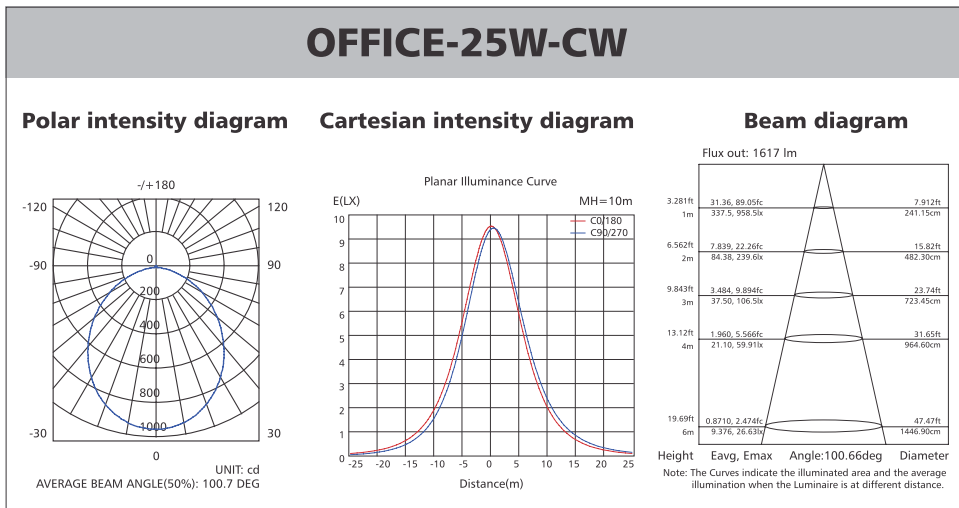 OFFICE-25W-CW
Polar intensity diagram
-/+180
-120
120
-90
90
0
200
400
600
800
1000
-30
30
0
UNIT: cd
AVERAGE BEAM ANGLE(50%): 100.7 DEG
Cartesian intensity diagram
Planar Illuminance Curve
E(LX)
MH=10m
C0/180
C90/270
10
9
8
7
6
5
4
3
2
1
0
-25 -20 -15 -10 -5 0 5 10 15 20 25
Distance(m)
Beam diagram
Flux out: 1617 lm
3.281ft 31.36, 89.05fc 7.912ft
1m 337.5, 958.5lx 241.15cm
6.562ft 7.839, 22.26fc 15.82ft
2m 84.38, 239.6lx 482.30cm
9.843ft 3.484, 9.894fc 23.74ft
3m 37.50, 106.5lx 723.45cm
13.12ft 1.960, 5.566fc 31.65ft
4m 21.10, 59.91lx 964.60cm
19.69ft 0.8710, 2.474fc 47.47ft
6m 9.376, 26.63lx 1446.90cm
Height Eavg, Emax Angle:100.66deg Diameter
Note: The Curves indicate the illuminated area and the average
illumination when the Luminaire is at different distance.